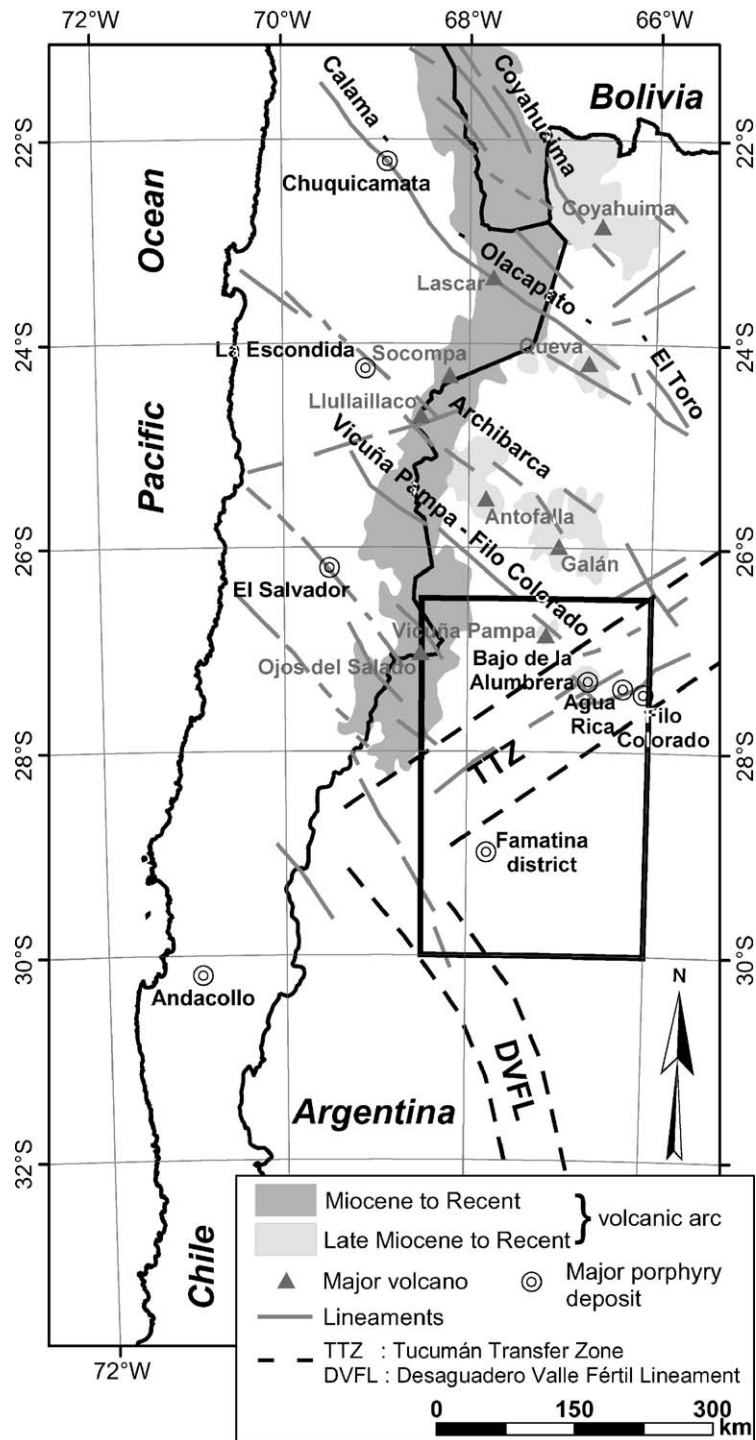 72°W
70°W
68°W
66°W
22°S
24°S
26°S
28°S
30°S
32°S
Calama -
Coyahuaima
Bolivia
Chuquicamata
Coyahuima
Ocean
Olacapato
Lascar
La Escondida
Socompa
Queva
- El Toro
Llullaillaco
Archibarca
Pacific
Vicuña Pampa - Filo Colorado
Antofalla
Galán
22°S
24°S
26°S
28°S
30°S
32°S
El Salvador
Vicuña Pampa
Ojos del Salado
Bajo de la
Alumbrera
Agua
Rica
Filo
Colorado
TTZ
Famatina
district
Andacollo
N
DVFL
Argentina
Chile
Miocene to Recent
Late Miocene to Recent
} volcanic arc
Major volcano
Major porphyry
deposit
Lineaments
TTZ : Tucumán Transfer Zone
DVFL : Desaguadero Valle Fértil Lineament
0 150 300
km
72°W
70°W
68°W
66°W